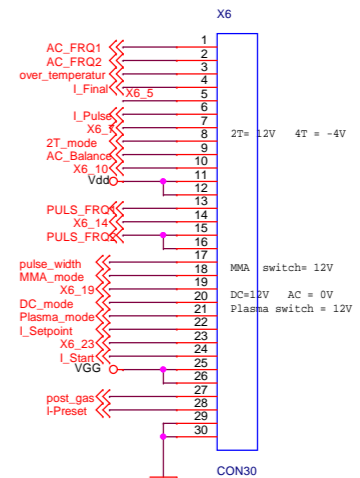 X6
AC_FRQ1 1
AC_FRQ2 2
over_temperatur 3
I_Final 4
X6_5 5
I_Pulse 6
X6_7 7
2T_mode 8 2T= 12V 4T = -4V
AC_Balance 9
X6_10 10
Vdd 11
12
PULS_FRQ1 13
X6_14 14
PULS_FRQ2 15
16
pulse_width 17
MMA_mode 18 MMA switch= 12V
X6_19 19
DC_mode 20 DC=12V AC = 0V
Plasma_mode 21 Plasma switch = 12V
I_Setpoint 22
X6_23 23
I_Start 24
VGG 25
26
post_gas 27
I-Preset 28
29
30
CON30